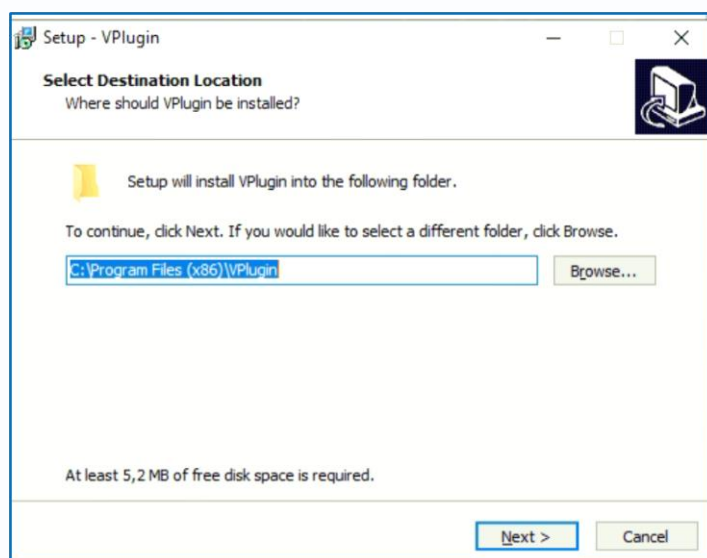 Setup - VPlugin
Select Destination Location
Where should VPlugin be installed?
Setup will install VPlugin into the following folder.
To continue, click Next. If you would like to select a different folder, click Browse.
C:\Program Files (x86)\VPlugin
Browse...
At least 5,2 MB of free disk space is required.
Next >
Cancel